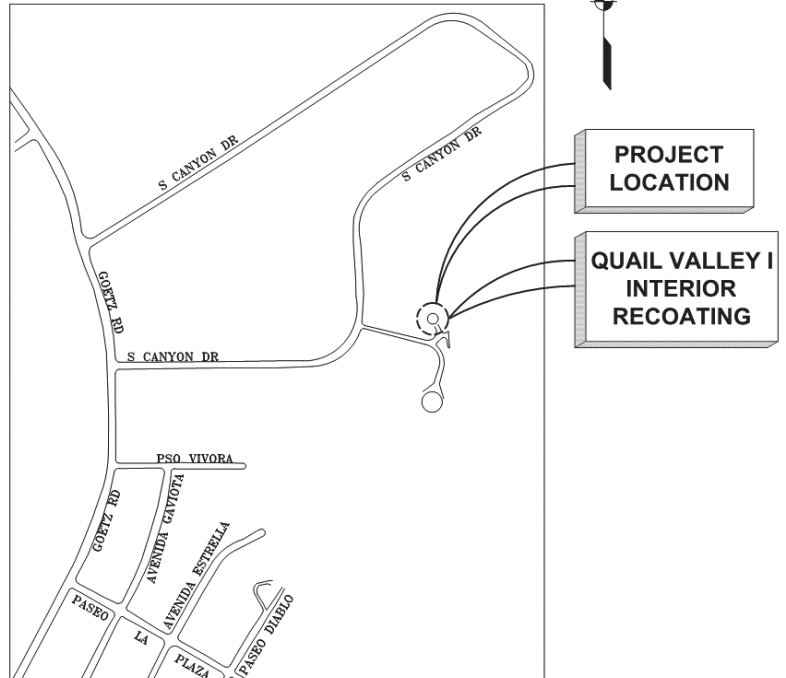 S CANYON DR
S CANYON DR
PROJECT
LOCATION
QUAIL VALLEY I
INTERIOR
RECOATING
GOETZ RD
S CANYON DR
PSO VIVORA
GOETZ RD
AVENIDA GAVIOTA
AVENIDA ESTRELLA
PASEO LA PLAZA
PASEO DIABLO